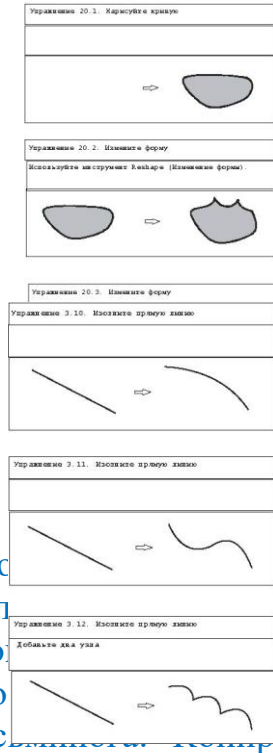 Упражнение 20.1. Нарисуйте кривую
Упражнение 20.2. Измените форму
Используйте инструмент Reshape (Изменение формы).
Упражнение 20.3. Измените форму
Упражнение 3.10. Изогните прямую линию
Упражнение 3.11. Изогните прямую линию
Упражнение 3.12. Изогните прямую линию
Добавьте два узла